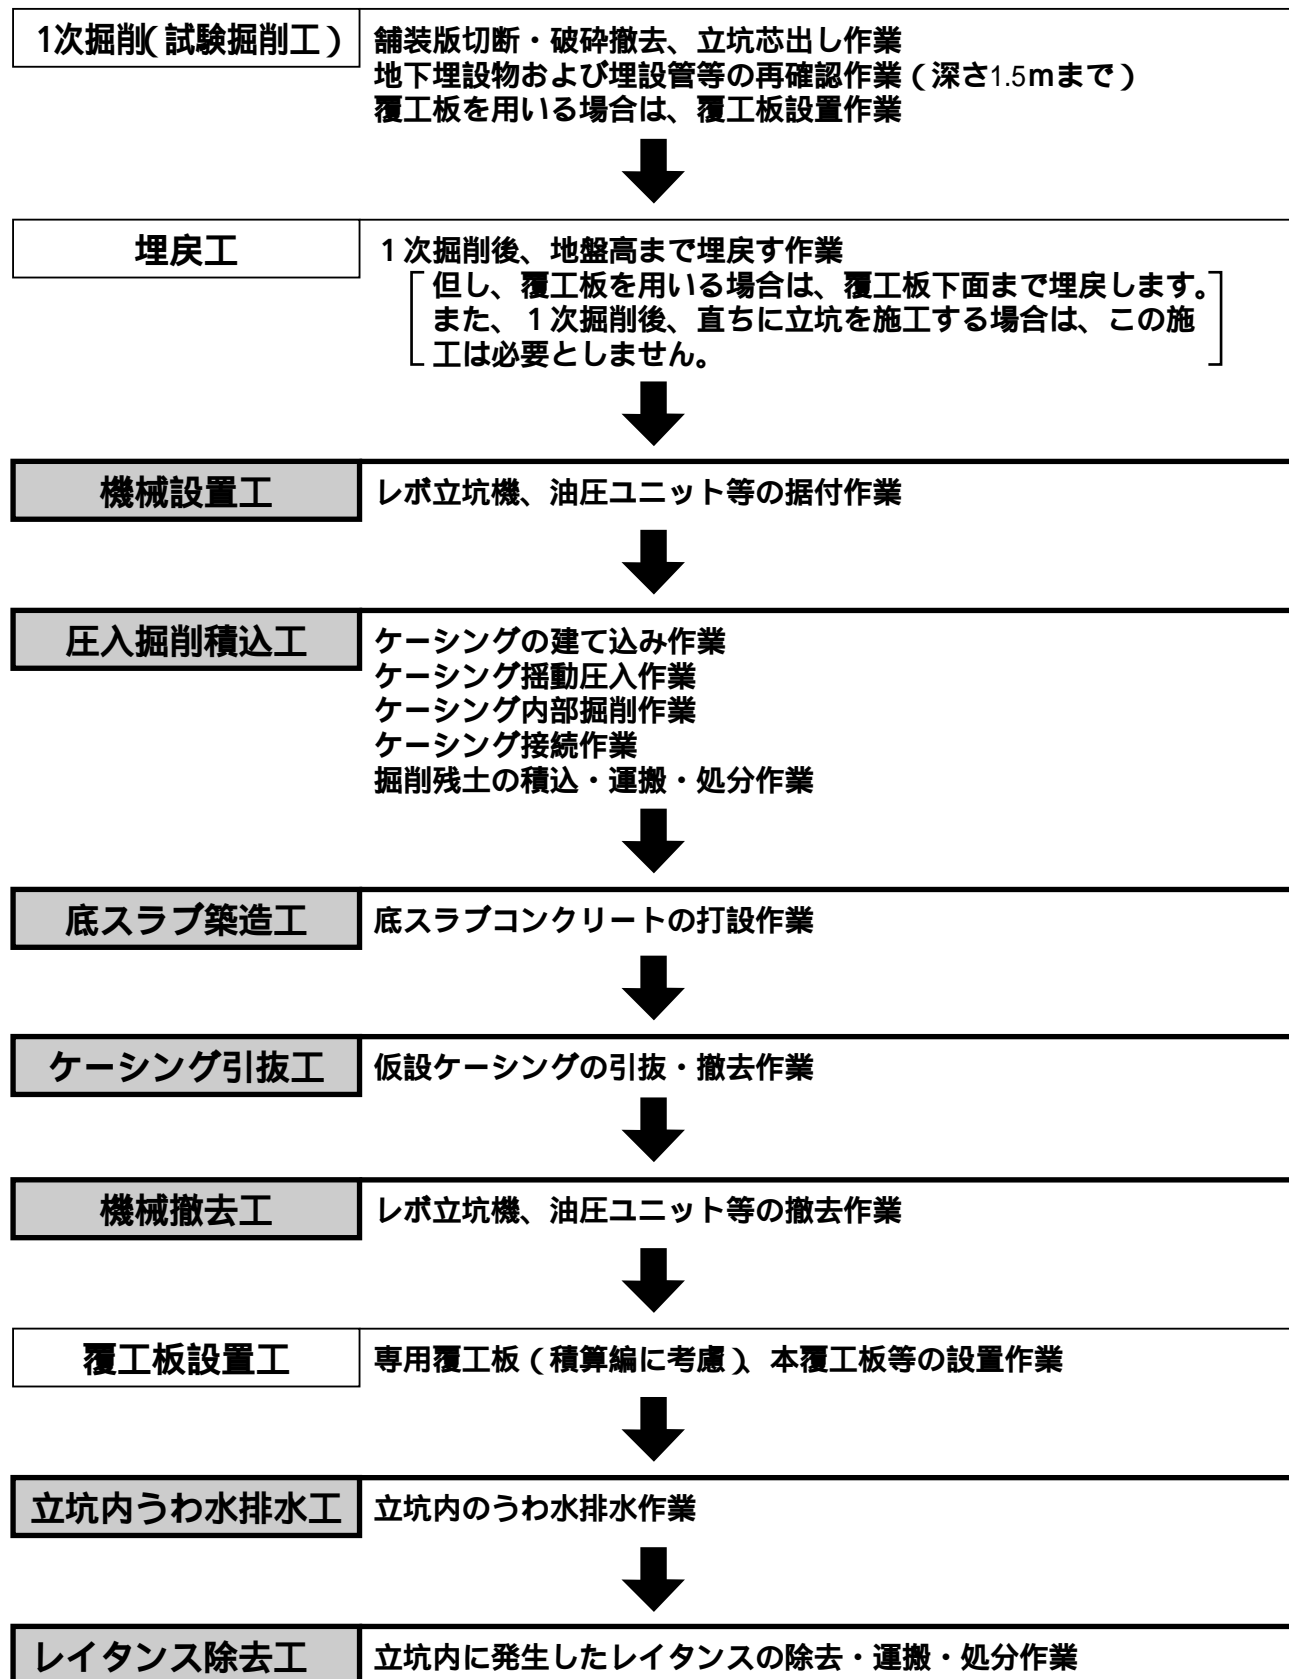 1次掘削(試験掘削工)
舗装版切断・破砕撤去、立坑芯出し作業
地下埋設物および埋設管等の再確認作業(深さ1.5mまで)
覆工板を用いる場合は、覆工板設置作業
埋戻工
1次掘削後、地盤高まで埋戻す作業
但し、覆工板を用いる場合は、覆工板下面まで埋戻します。
また、1次掘削後、直ちに立坑を施工する場合は、この施
工は必要としません。
機械設置工
レボ立坑機、油圧ユニット等の据付作業
圧入掘削積込工
ケーシングの建て込み作業
ケーシング揺動圧入作業
ケーシング内部掘削作業
ケーシング接続作業
掘削残土の積込・運搬・処分作業
底スラブ築造工
底スラブコンクリートの打設作業
ケーシング引抜工
仮設ケーシングの引抜・撤去作業
機械撤去工
レボ立坑機、油圧ユニット等の撤去作業
覆工板設置工
専用覆工板(積算編に考慮)、本覆工板等の設置作業
立坑内うわ水排水工
立坑内のうわ水排水作業
レイタンス除去工
立坑内に発生したレイタンスの除去・運搬・処分作業